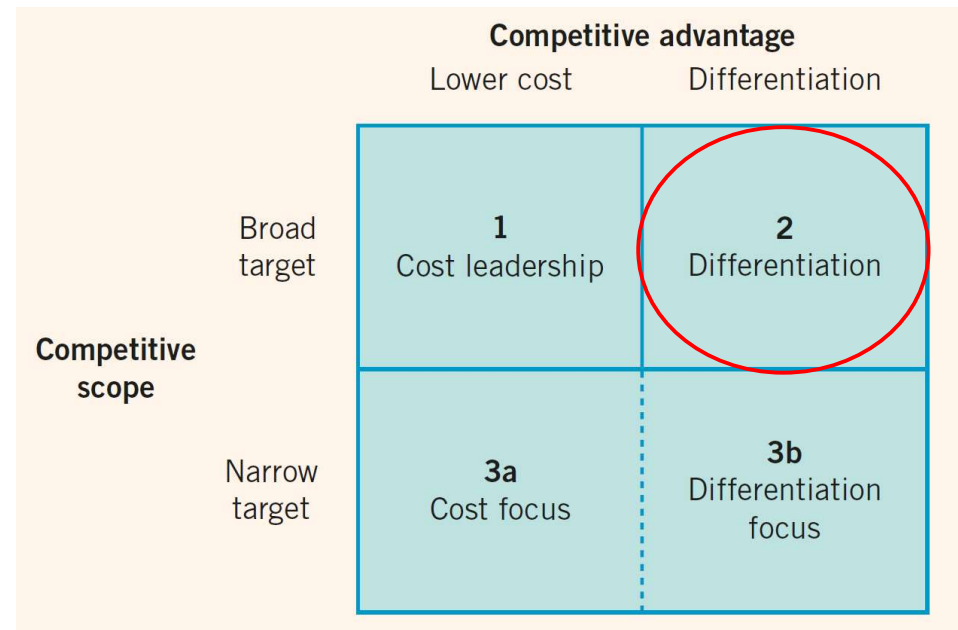 Competitive advantage
Lower cost
Differentiation
Broad
target
1
Cost leadership
2
Differentiation
Competitive
scope
Narrow
target
3a
Cost focus
3b
Differentiation
focus